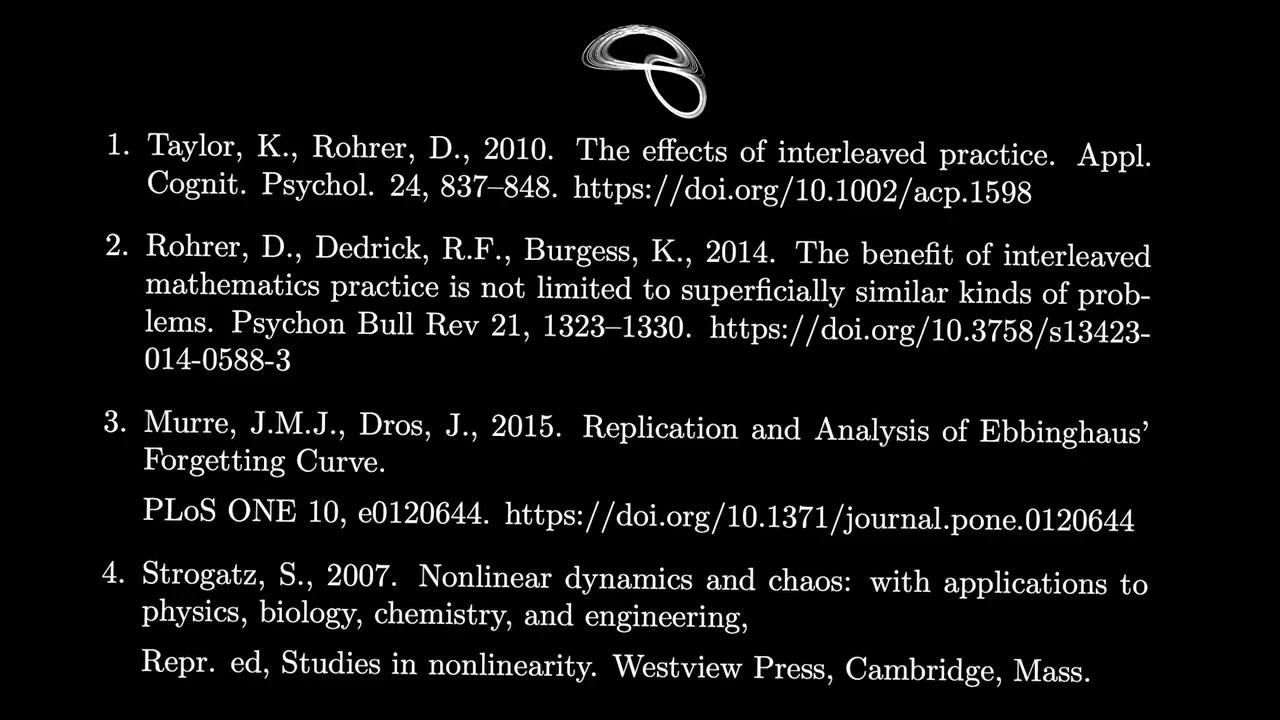 1. Taylor, K., Rohrer, D., 2010. The effects of interleaved practice. Appl.
Cognit. Psychol. 24, 837–848. https://doi.org/10.1002/acp.1598
2. Rohrer, D., Dedrick, R.F., Burgess, K., 2014. The benefit of interleaved
mathematics practice is not limited to superficially similar kinds of prob-
lems. Psychon Bull Rev 21, 1323–1330. https://doi.org/10.3758/s13423-
014-0588-3
3. Murre, J.M.J., Dros, J., 2015. Replication and Analysis of Ebbinghaus’
Forgetting Curve.
PLoS ONE 10, e0120644. https://doi.org/10.1371/journal.pone.0120644
4. Strogatz, S., 2007. Nonlinear dynamics and chaos: with applications to
physics, biology, chemistry, and engineering,
Repr. ed, Studies in nonlinearity. Westview Press, Cambridge, Mass.